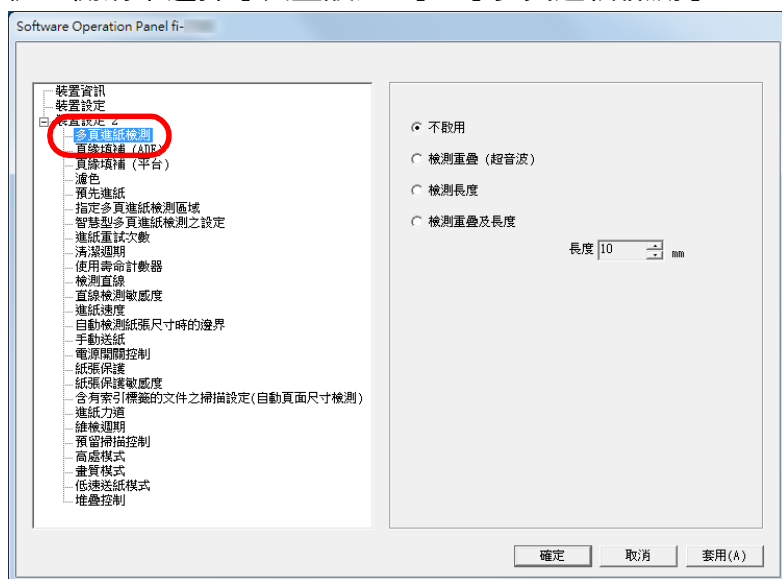 Software Operation Panel fi-
裝置資訊
裝置設定
裝置設定 2
多頁進紙檢測
頁緣填補 (ADF)
頁緣填補 (平台)
濾色
預先進紙
指定多頁進紙檢測區域
智慧型多頁進紙檢測之設定
進紙重試次數
清潔週期
使用壽命計數器
檢測直線
直線檢測敏感度
進紙速度
自動檢測紙張尺寸時的邊界
手動送紙
電源開關控制
紙張保護
紙張保護敏感度
含有索引標籤的文件之掃描設定(自動頁面尺寸檢測)
進紙力道
維檢週期
預留掃描控制
高處模式
畫質模式
低速送紙模式
堆疊控制
不啟用
檢測重疊 (超音波)
檢測長度
檢測重疊及長度
長度 10 mm
確定 取消 套用(A)